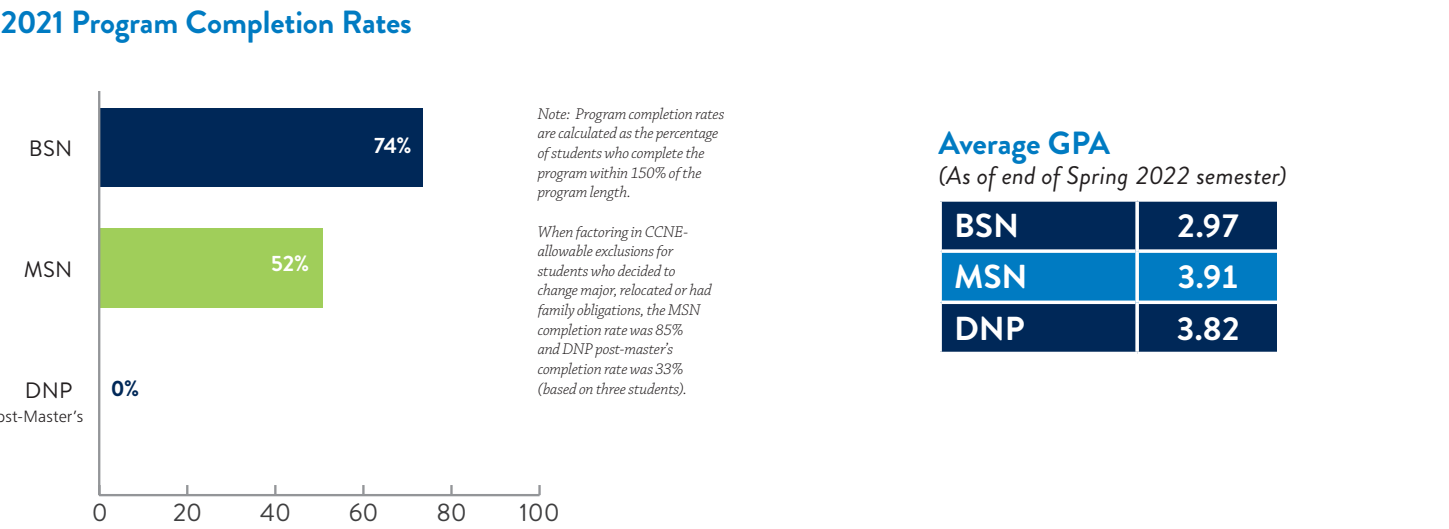 2021 Program Completion Rates
BSN
74%
MSN
52%
DNP
0%
ost-Master's
0 20 40 60 80 100
Note: Program completion rates
are calculated as the percentage
of students who complete the
program within 150% of the
program length.
When factoring in CCNE-
allowable exclusions for
students who decided to
change major, relocated or had
family obligations, the MSN
completion rate was 85%
and DNP post-master's
completion rate was 33%
(based on three students).
Average GPA
(As of end of Spring 2022 semester)
BSN 2.97
MSN 3.91
DNP 3.82